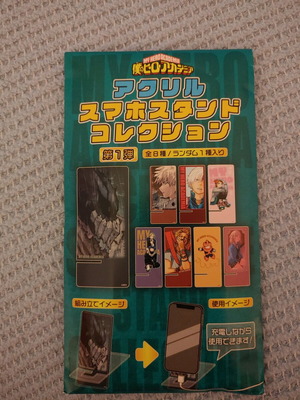 MY HERO ACADEMIA
僕のヒーローアカデミア
アクリル
スマホスタンド
コレクション
第1弾
全8種/ランダム1種入り
組み立てイメージ
使用イメージ
充電しながら
使用できます!